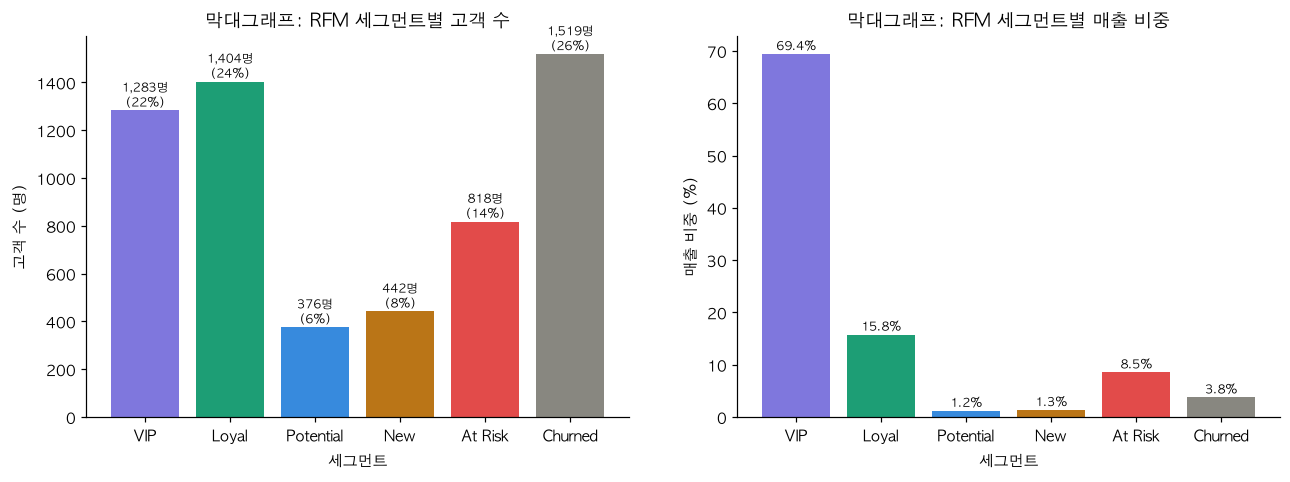 막대그래프: RFM 세그먼트별 고객 수
고객 수 (명)
1400
1200
1000
800
600
400
200
0
1,283명
(22%)
1,404명
(24%)
376명
(6%)
442명
(8%)
818명
(14%)
1,519명
(26%)
VIP Loyal Potential New At Risk Churned
세그먼트
막대그래프: RFM 세그먼트별 매출 비중
매출 비중 (%)
70
60
50
40
30
20
10
0
69.4%
15.8%
1.2%
1.3%
8.5%
3.8%
VIP Loyal Potential New At Risk Churned
세그먼트